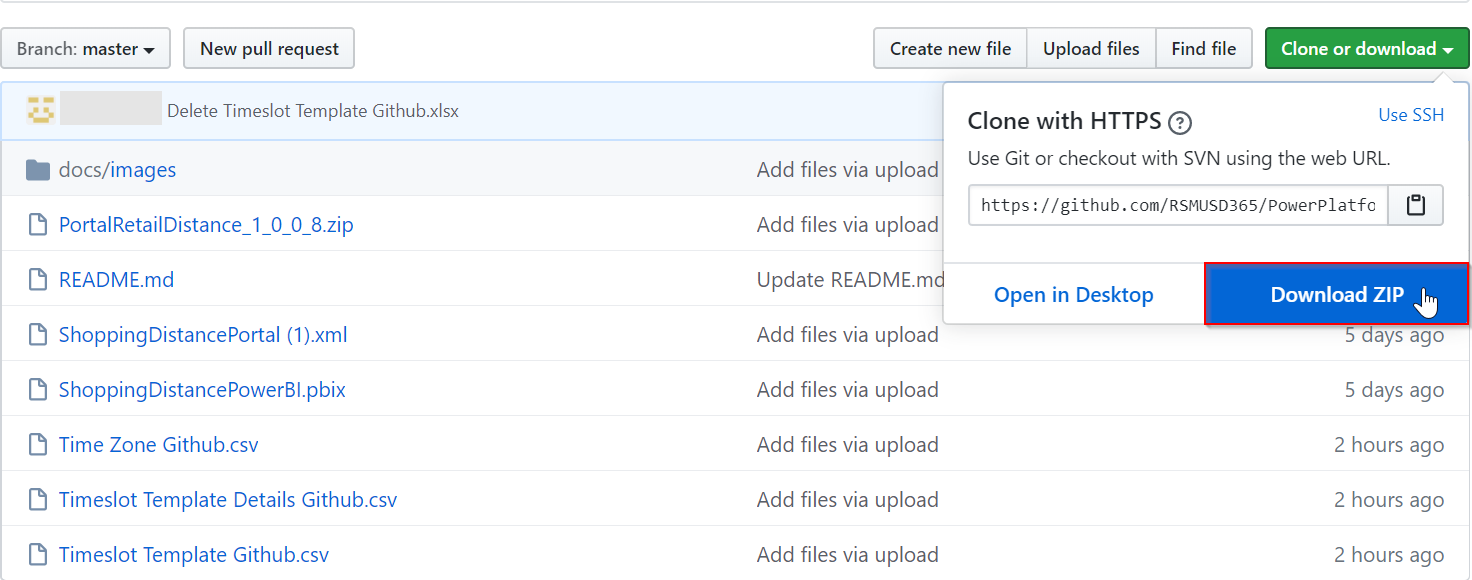 Branch: master New pull request Create new file Upload files Find file Clone or download
Delete Timeslot Template Github.xlsx
Clone with HTTPS ? Use SSH
Use Git or checkout with SVN using the web URL.
https://github.com/RSMUSD365/PowerPlatfo
Open in Desktop Download ZIP
docs/images Add files via upload
PortalRetailDistance_1_0_0_8.zip Add files via upload
README.md Update README.md
ShoppingDistancePortal (1).xml Add files via upload 5 days ago
ShoppingDistancePowerBI.pbix Add files via upload 5 days ago
Time Zone Github.csv Add files via upload 2 hours ago
Timeslot Template Details Github.csv Add files via upload 2 hours ago
Timeslot Template Github.csv Add files via upload 2 hours ago